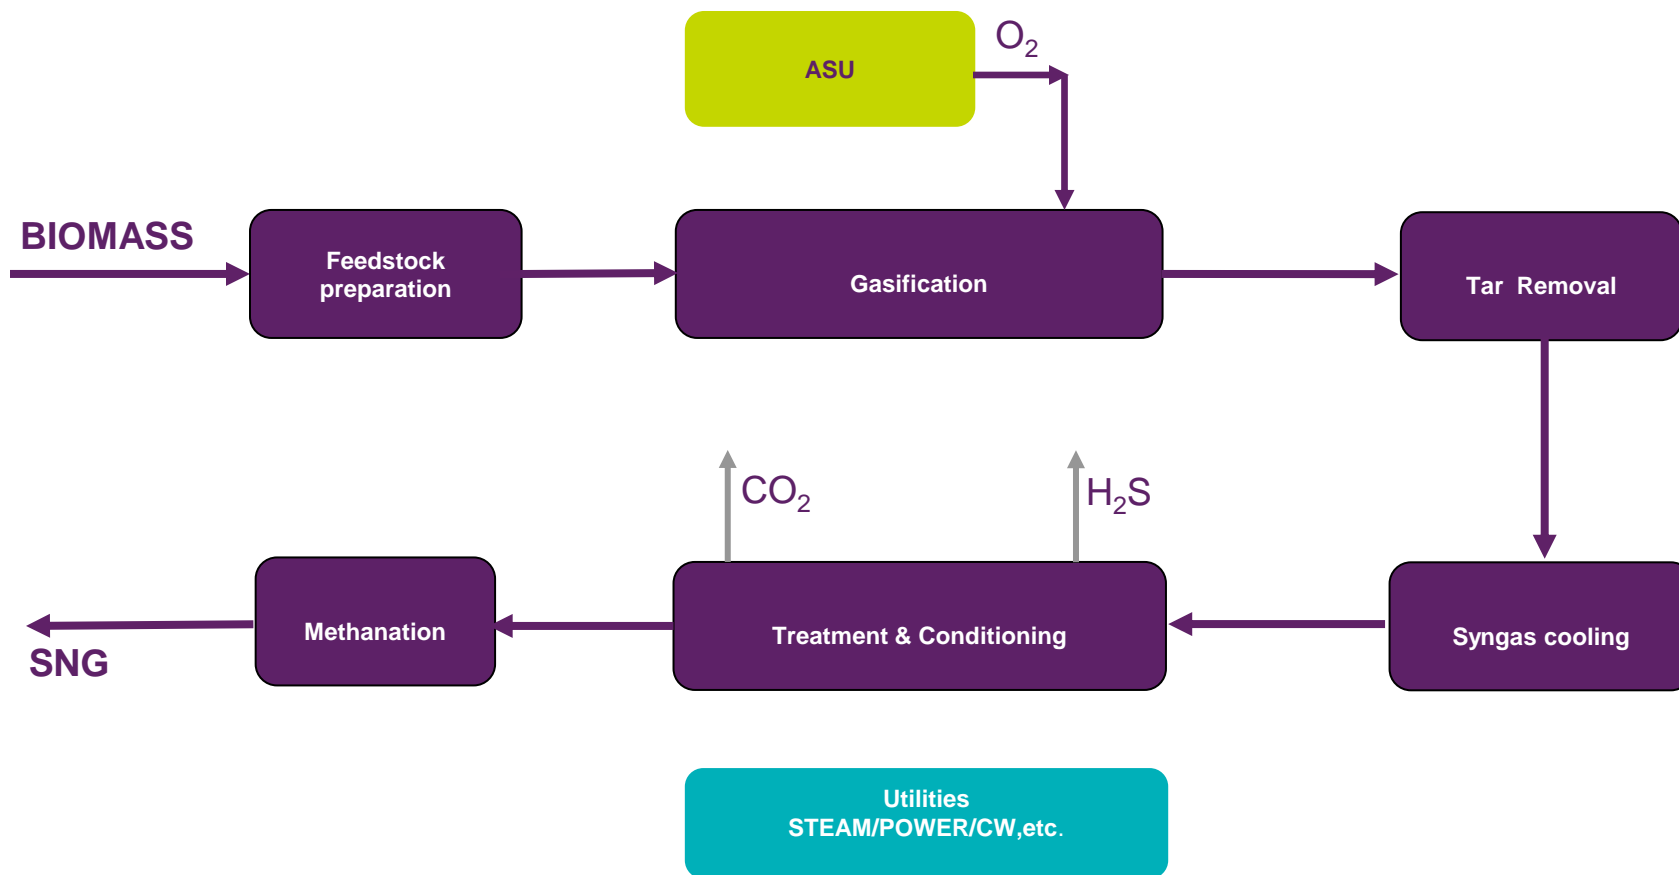 ASU
O₂
BIOMASS
Feedstock
preparation
Gasification
Tar Removal
CO₂
H₂S
SNG
Methanation
Treatment & Conditioning
Syngas cooling
Utilities
STEAM/POWER/CW,etc.